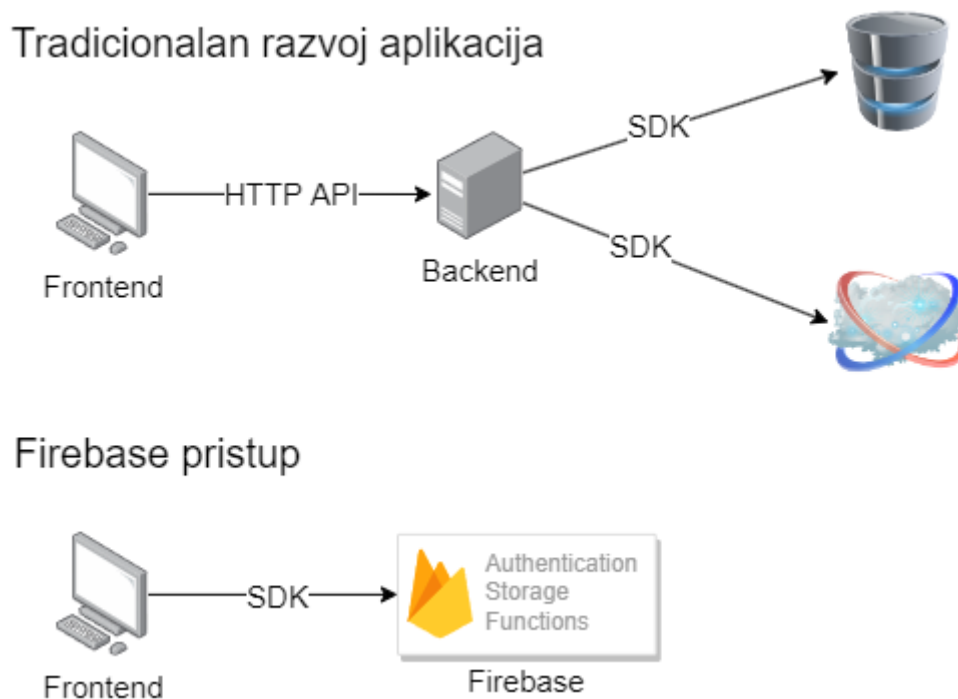 Tradicionalan razvoj aplikacija
SDK
HTTP API
SDK
Frontend
Backend
Firebase pristup
SDK
Authentication
Storage
Functions
Frontend
Firebase